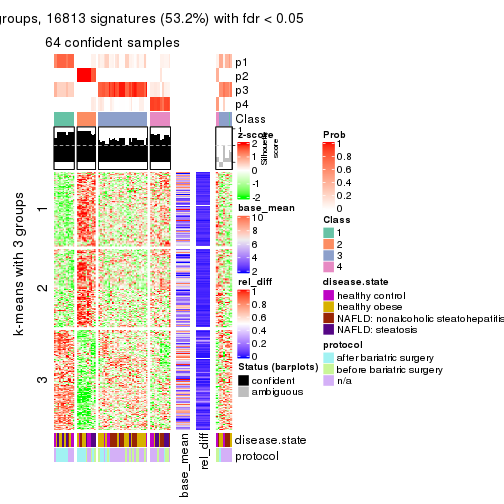 groups, 16813 signatures (53.2%) with fdr < 0.05
64 confident samples
p1
p2
p3
p4
Class
Silhouette
score
1
k-means with 3 groups
1
2
3
disease.state
protocol
base_mean
rel_diff
z-score
2
1
0
-1
-2
base_mean
10
8
6
4
2
rel_diff
1
0.8
0.6
0.4
0.2
0
Status (barplots)
confident
ambiguous
Prob
1
0.8
0.6
0.4
0.2
0
Class
1
2
3
4
disease.state
healthy control
healthy obese
NAFLD: nonalcoholic steatohepatitis
NAFLD: steatosis
protocol
after bariatric surgery
before bariatric surgery
n/a